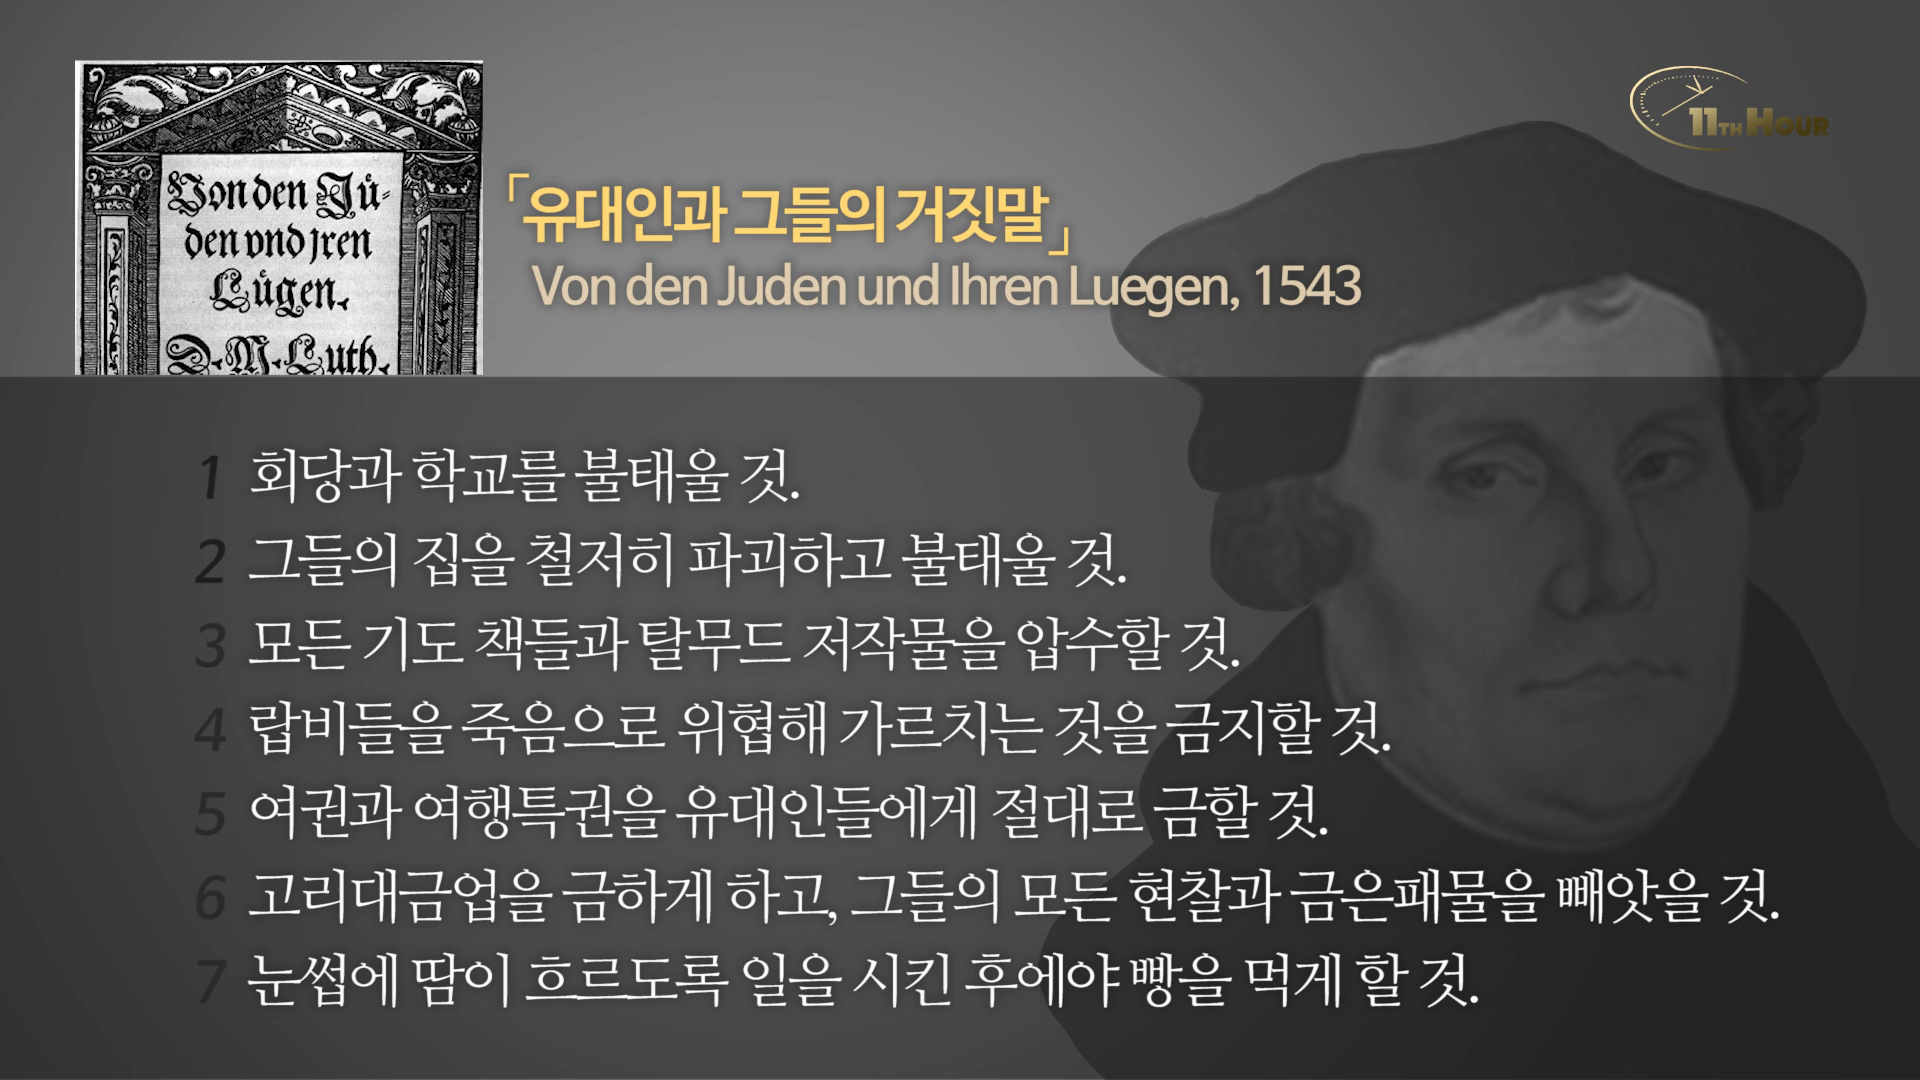 Von den Jü-
den vnd jren
Lügen.
D. M. Luth.
「유대인과 그들의 거짓말」
Von den Juden und Ihren Luegen, 1543
11TH HOUR
1 회당과 학교를 불태울 것.
2 그들의 집을 철저히 파괴하고 불태울 것.
3 모든 기도 책들과 탈무드 저작물을 압수할 것.
4 랍비들을 죽음으로 위협해 가르치는 것을 금지할 것.
5 여권과 여행특권을 유대인들에게 절대로 금할 것.
6 고리대금업을 금하게 하고, 그들의 모든 현찰과 금은패물을 빼앗을 것.
7 눈썹에 땀이 흐르도록 일을 시킨 후에야 빵을 먹게 할 것.